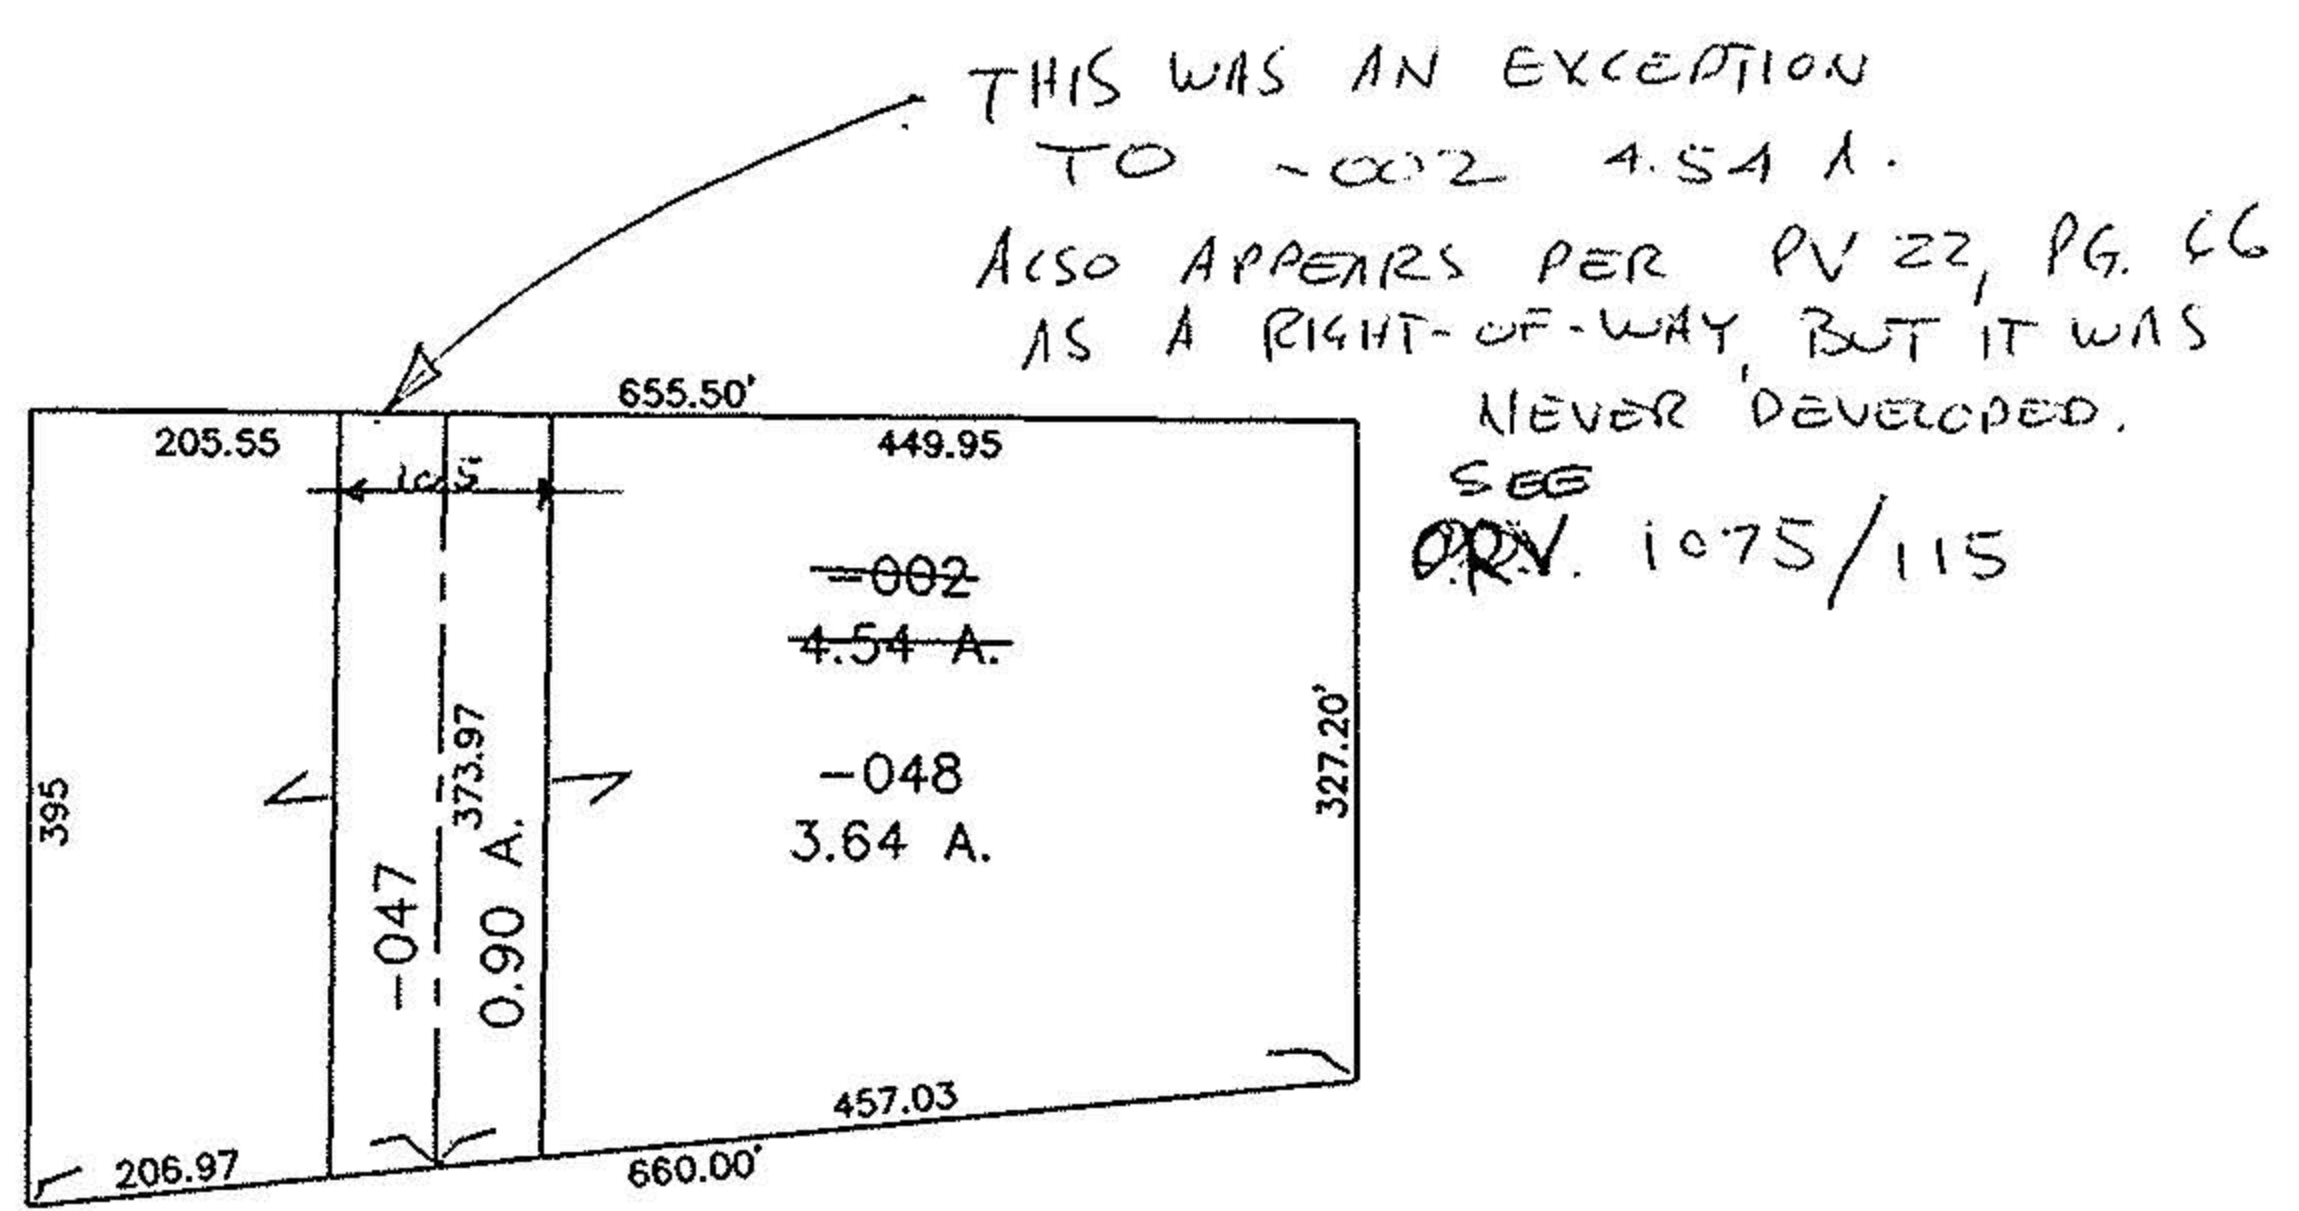 THIS WAS AN EXCEPTION
TO -002 4.54 A.
ALSO APPEARS PER PV 22, PG. 66
AS A RIGHT-OF-WAY, BUT IT WAS
NEVER DEVELOPED.
SEE
O.R.V. 1075/115
655.50'
205.55
449.95
105
-002
4.54 A.
373.97
-048
3.64 A.
395
327.20'
-047
0.90 A.
457.03
206.97
660.00'